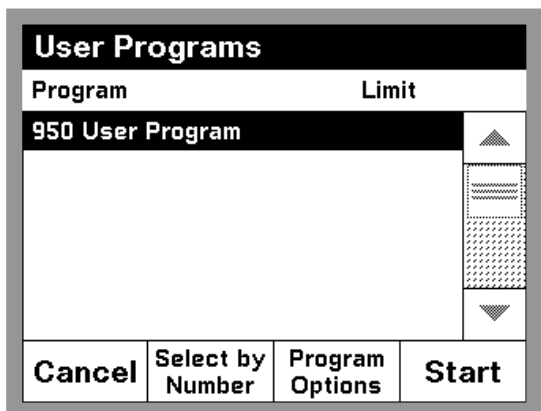 User Programs
Program Limit
950 User Program
Cancel Select by Number Program Options Start